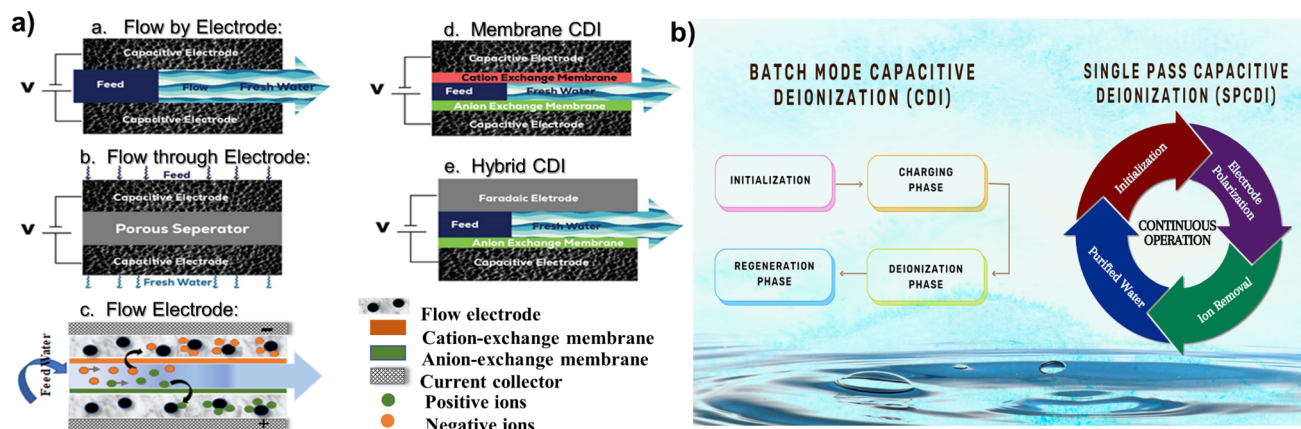 a)
a. Flow by Electrode:
Capacitive Electrode
V
Feed
Flow
Fresh Water
Capacitive Electrode
b. Flow through Electrode:
Feed
Capacitive Electrode
V
Porous Seperator
Capacitive Electrode
Fresh Water
c. Flow Electrode:
-
Feed Water
+
d. Membrane CDI
Capacitive Electrode
Cation Exchange Membrane
V
Feed
Fresh Water
Anion Exchange Membrane
Capacitive Electrode
e. Hybrid CDI
Faradaic Eletrode
V
Feed
Fresh Water
Anion Exchange Membrane
Capacitive Electrode
Flow electrode
Cation-exchange membrane
Anion-exchange membrane
Current collector
Positive ions
Negative ions
b)
BATCH MODE CAPACITIVE
DEIONIZATION (CDI)
INITIALIZATION
CHARGING
PHASE
REGENERATION
PHASE
DEIONIZATION
PHASE
SINGLE PASS CAPACITIVE
DEIONIZATION (SPCDI)
Initialization
Electrode
Polarization
CONTINUOUS
OPERATION
Purified Water
Ion Removal